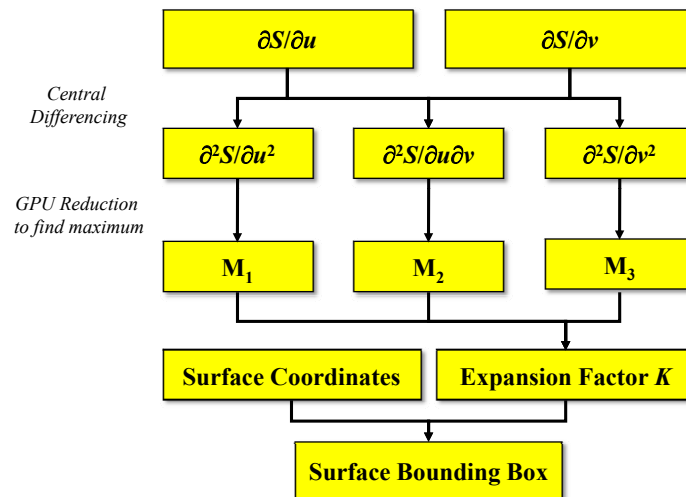 ∂S/∂u
∂S/∂v
Central
Differencing
∂²S/∂u²
∂²S/∂u∂v
∂²S/∂v²
GPU Reduction
to find maximum
M₁
M₂
M₃
Surface Coordinates
Expansion Factor K
Surface Bounding Box